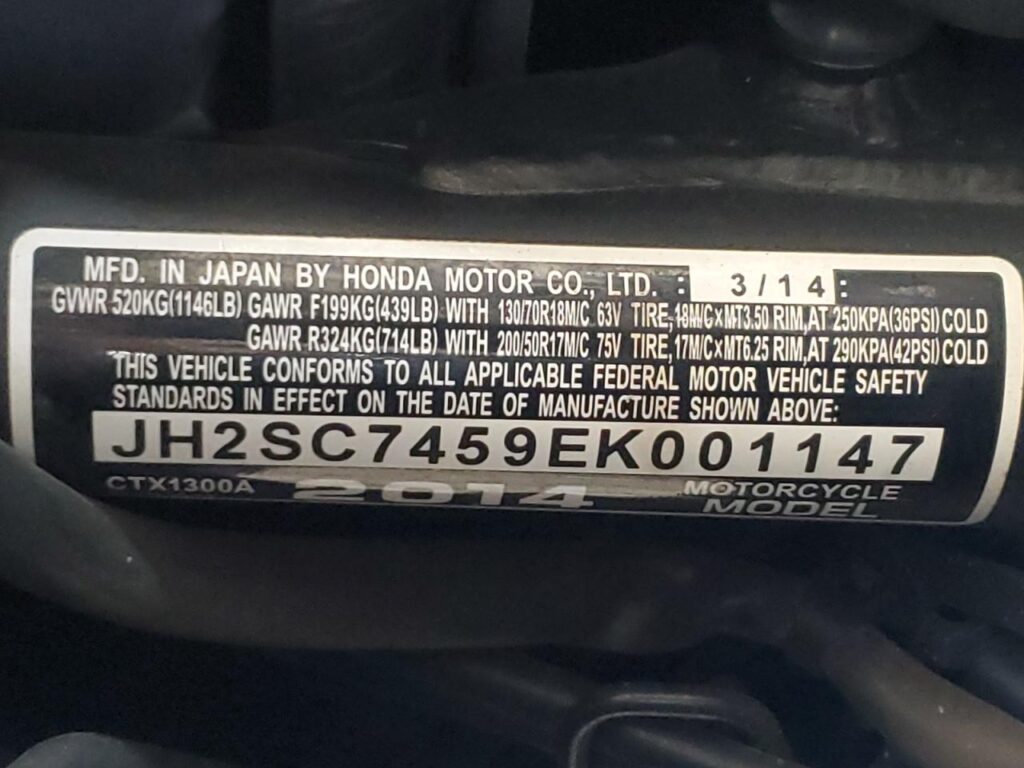 MFD. IN JAPAN BY HONDA MOTOR CO., LTD. : 3/14 :
GVWR 520KG(1146LB) GAWR F199KG(439LB) WITH 130/70R18M/C 63V TIRE,18M/C×MT3.50 RIM,AT 250KPA(36PSI)COLD
GAWR R324KG(714LB) WITH 200/50R17M/C 75V TIRE,17M/C×MT6.25 RIM,AT 290KPA(42PSI)COLD
THIS VEHICLE CONFORMS TO ALL APPLICABLE FEDERAL MOTOR VEHICLE SAFETY
STANDARDS IN EFFECT ON THE DATE OF MANUFACTURE SHOWN ABOVE:
JH2SC7459EK001147
CTX1300A 2014 MOTORCYCLE
MODEL